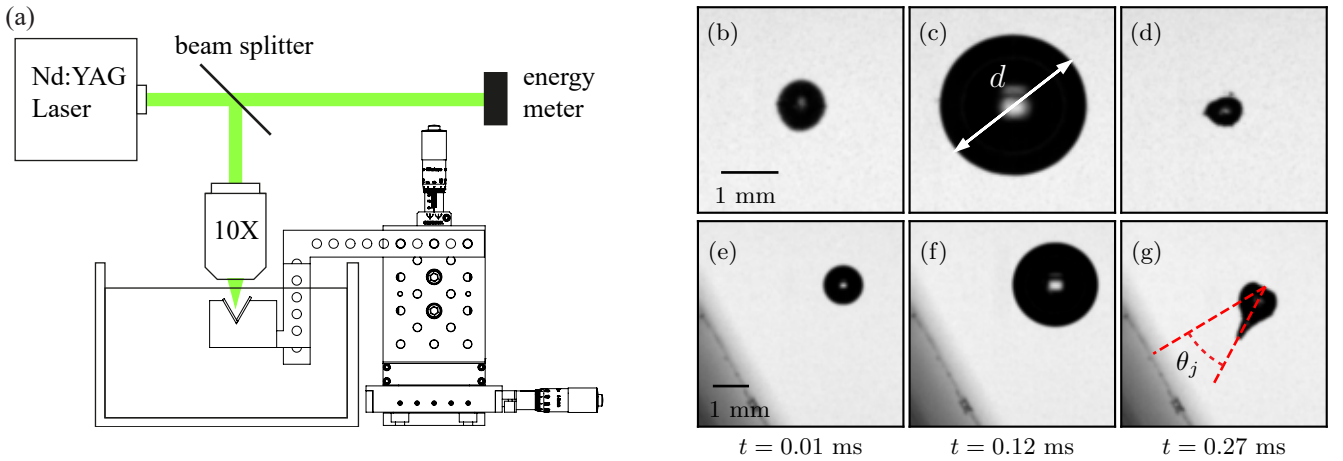 (a)
Nd:YAG
Laser
beam splitter
energy
meter
10X
(b)
1 mm
(c)
d
(d)
(e)
1 mm
(f)
(g)
θj
t = 0.01 ms
t = 0.12 ms
t = 0.27 ms